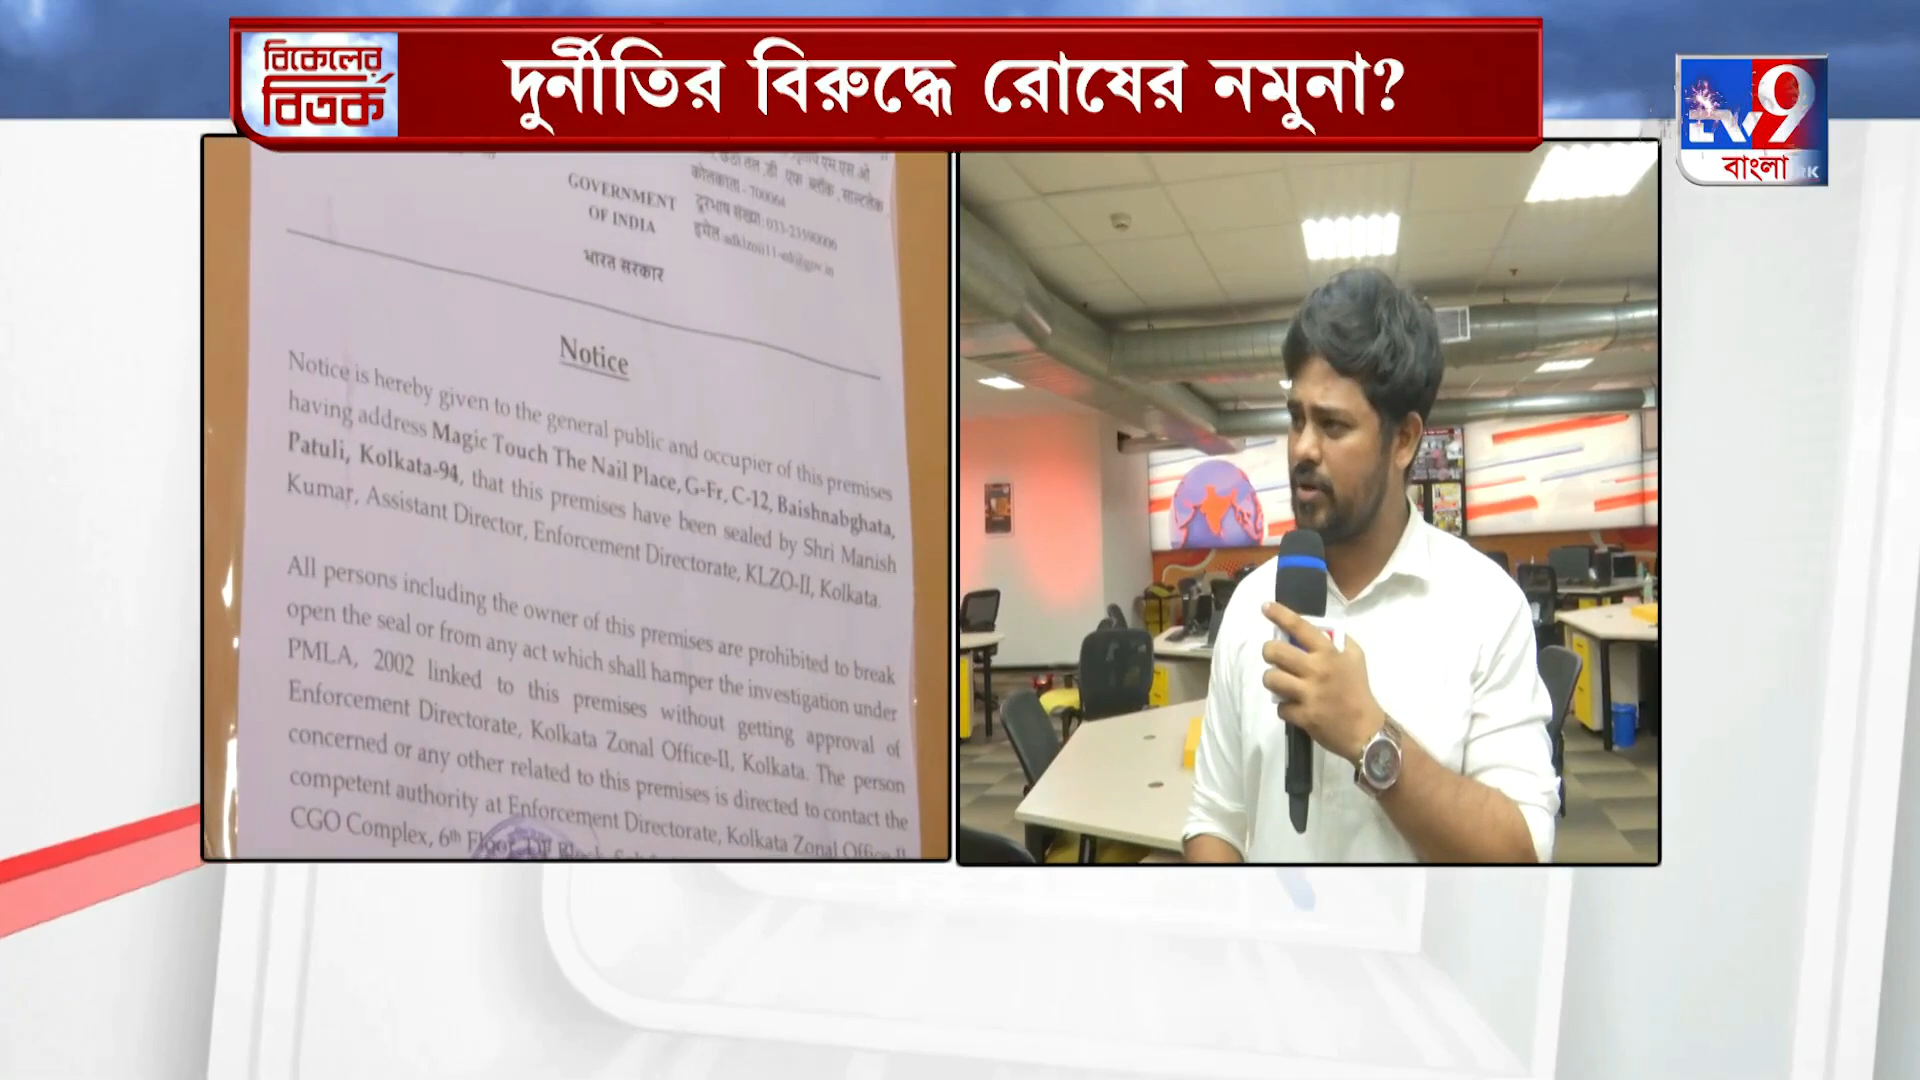 বিকেলের
বিতর্ক
দুর্নীতির বিরুদ্ধে রোষের নমুনা?
TV9
বাংলা
GOVERNMENT
OF INDIA
भारत सरकार
कोलकाता - 700064
दूरभाष संख्या: 033-23590006
Notice
Notice is hereby given to the general public and occupier of this premises
having address Magic Touch The Nail Place, G-Fr, C-12, Baishnabghata,
Patuli, Kolkata-94, that this premises have been sealed by Shri Manish
Kumar, Assistant Director, Enforcement Directorate, KLZO-II, Kolkata.
All persons including the owner of this premises are prohibited to break
open the seal or from any act which shall hamper the investigation under
PMLA, 2002 linked to this premises without getting approval of
Enforcement Directorate, Kolkata Zonal Office-II, Kolkata. The person
concerned or any other related to this premises is directed to contact the
competent authority at Enforcement Directorate, Kolkata Zonal Office-II
CGO Complex, 6th Floor,